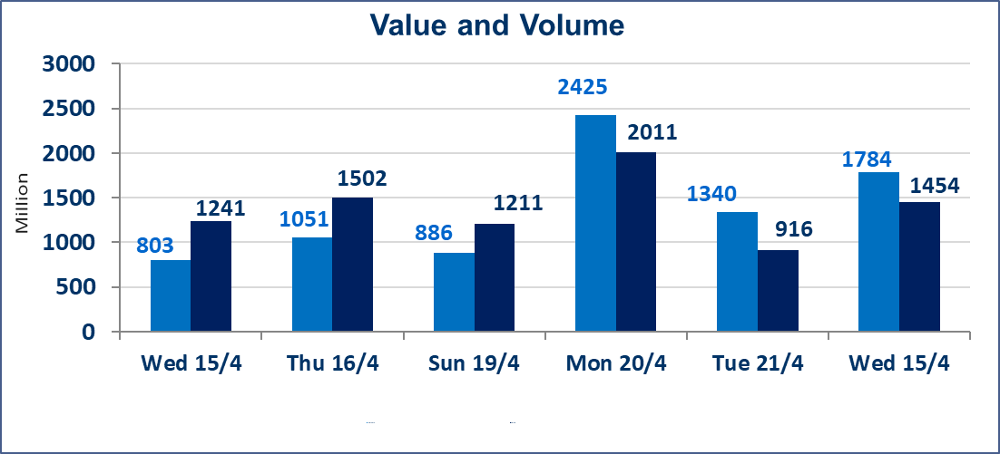 Value and Volume
3000
2500
2000
1500
1000
500
0
Million
803
1241
1051
1502
886
1211
2425
2011
1340
916
1784
1454
Wed 15/4
Thu 16/4
Sun 19/4
Mon 20/4
Tue 21/4
Wed 15/4